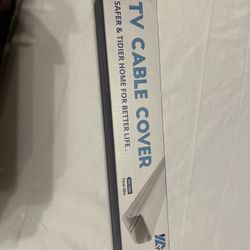 TV CABLE COVER
SAFER & TIDIER HOME FOR BETTER LIFE .